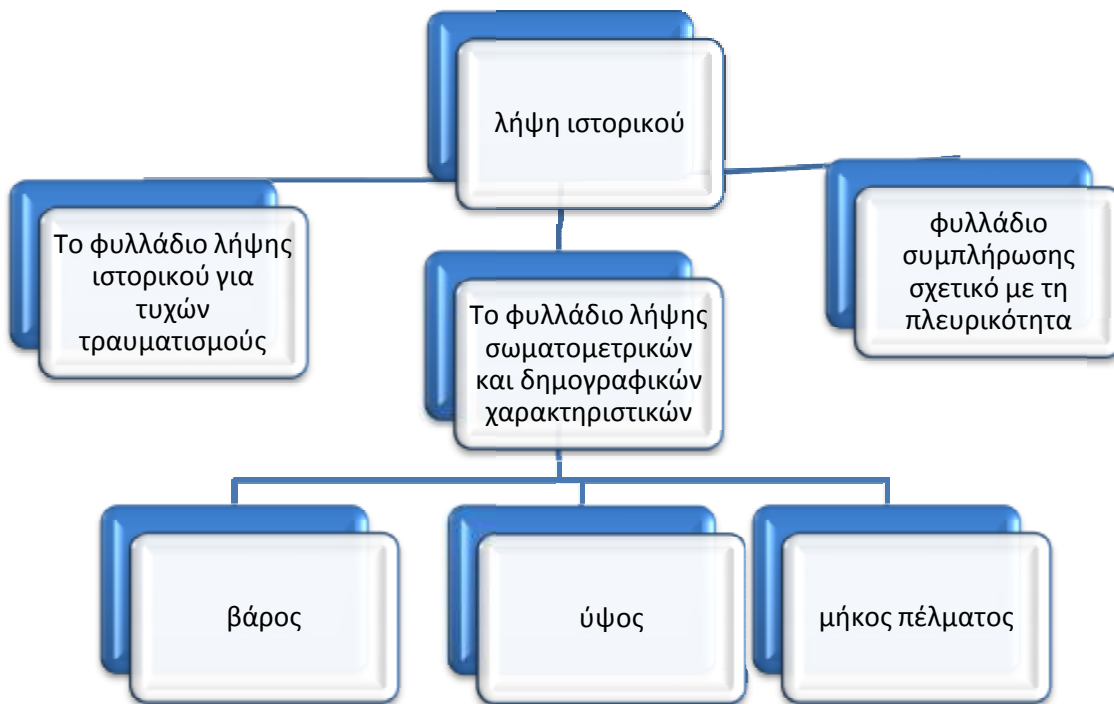 λήψη ιστορικού
Το φυλλάδιο λήψης
ιστορικού για
τυχών
τραυματισμούς
Το φυλλάδιο λήψης
σωματομετρικών
και δημογραφικών
χαρακτηριστικών
φυλλάδιο
συμπλήρωσης
σχετικό με τη
πλευρικότητα
βάρος
ύψος
μήκος πέλματος